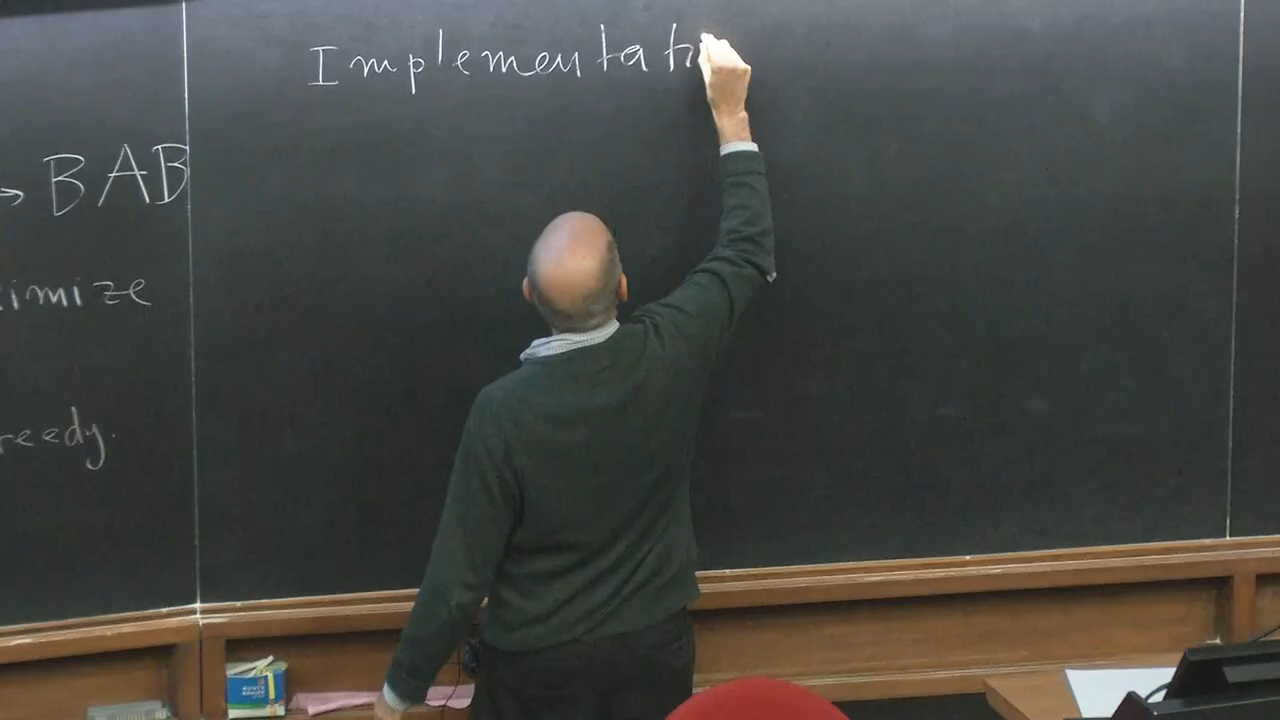 Implementati
→ BAB
imize
reedy.